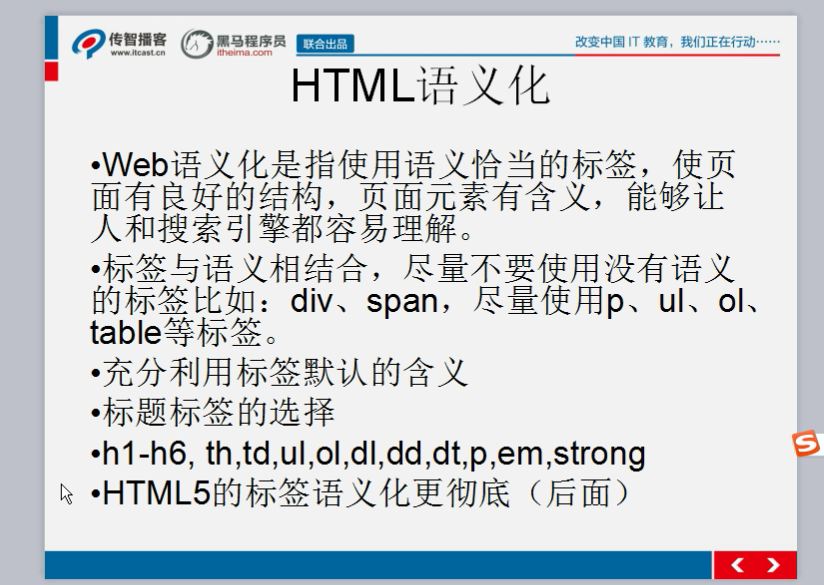 传智播客
www.itcast.cn
黑马程序员
itheima.com
联合出品
改变中国 IT 教育，我们正在行动……
HTML语义化
•Web语义化是指使用语义恰当的标签，使页
面有良好的结构，页面元素有含义，能够让
人和搜索引擎都容易理解。
•标签与语义相结合，尽量不要使用没有语义
的标签比如：div、span，尽量使用p、ul、ol、
table等标签。
•充分利用标签默认的含义
•标题标签的选择
•h1-h6, th,td,ul,ol,dl,dd,dt,p,em,strong
•HTML5的标签语义化更彻底（后面）